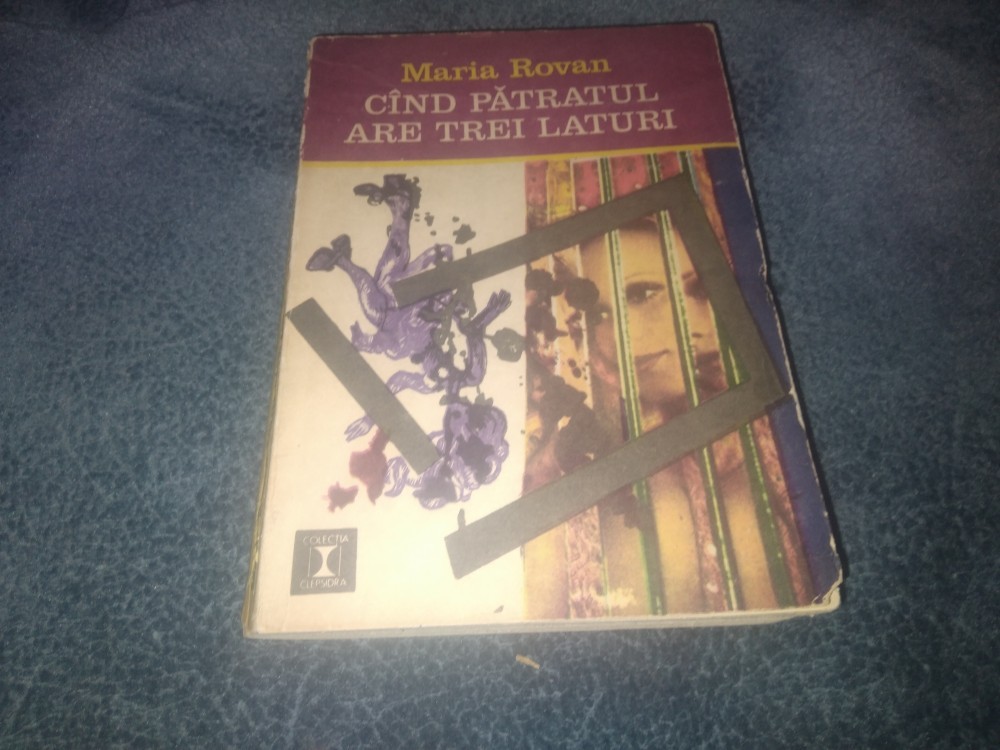 Maria Rovan
CÎND PĂTRATUL
ARE TREI LATURI
COLECȚIA
CLEPSIDRA